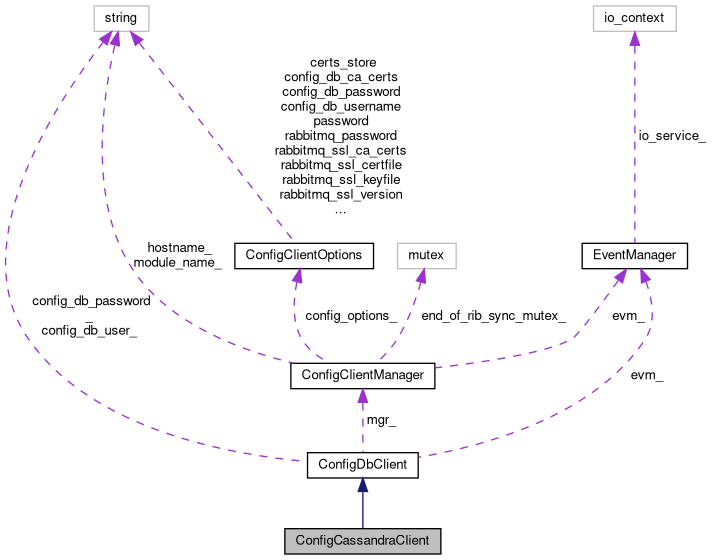 string
io_context
certs_store
config_db_ca_certs
config_db_password
config_db_username
password
rabbitmq_password
rabbitmq_ssl_ca_certs
rabbitmq_ssl_certfile
rabbitmq_ssl_keyfile
rabbitmq_ssl_version
...
io_service_
hostname_
module_name_
ConfigClientOptions
mutex
EventManager
config_db_password
_
config_db_user_
config_options_
end_of_rib_sync_mutex_
evm_
ConfigClientManager
evm_
mgr_
ConfigDbClient
ConfigCassandraClient